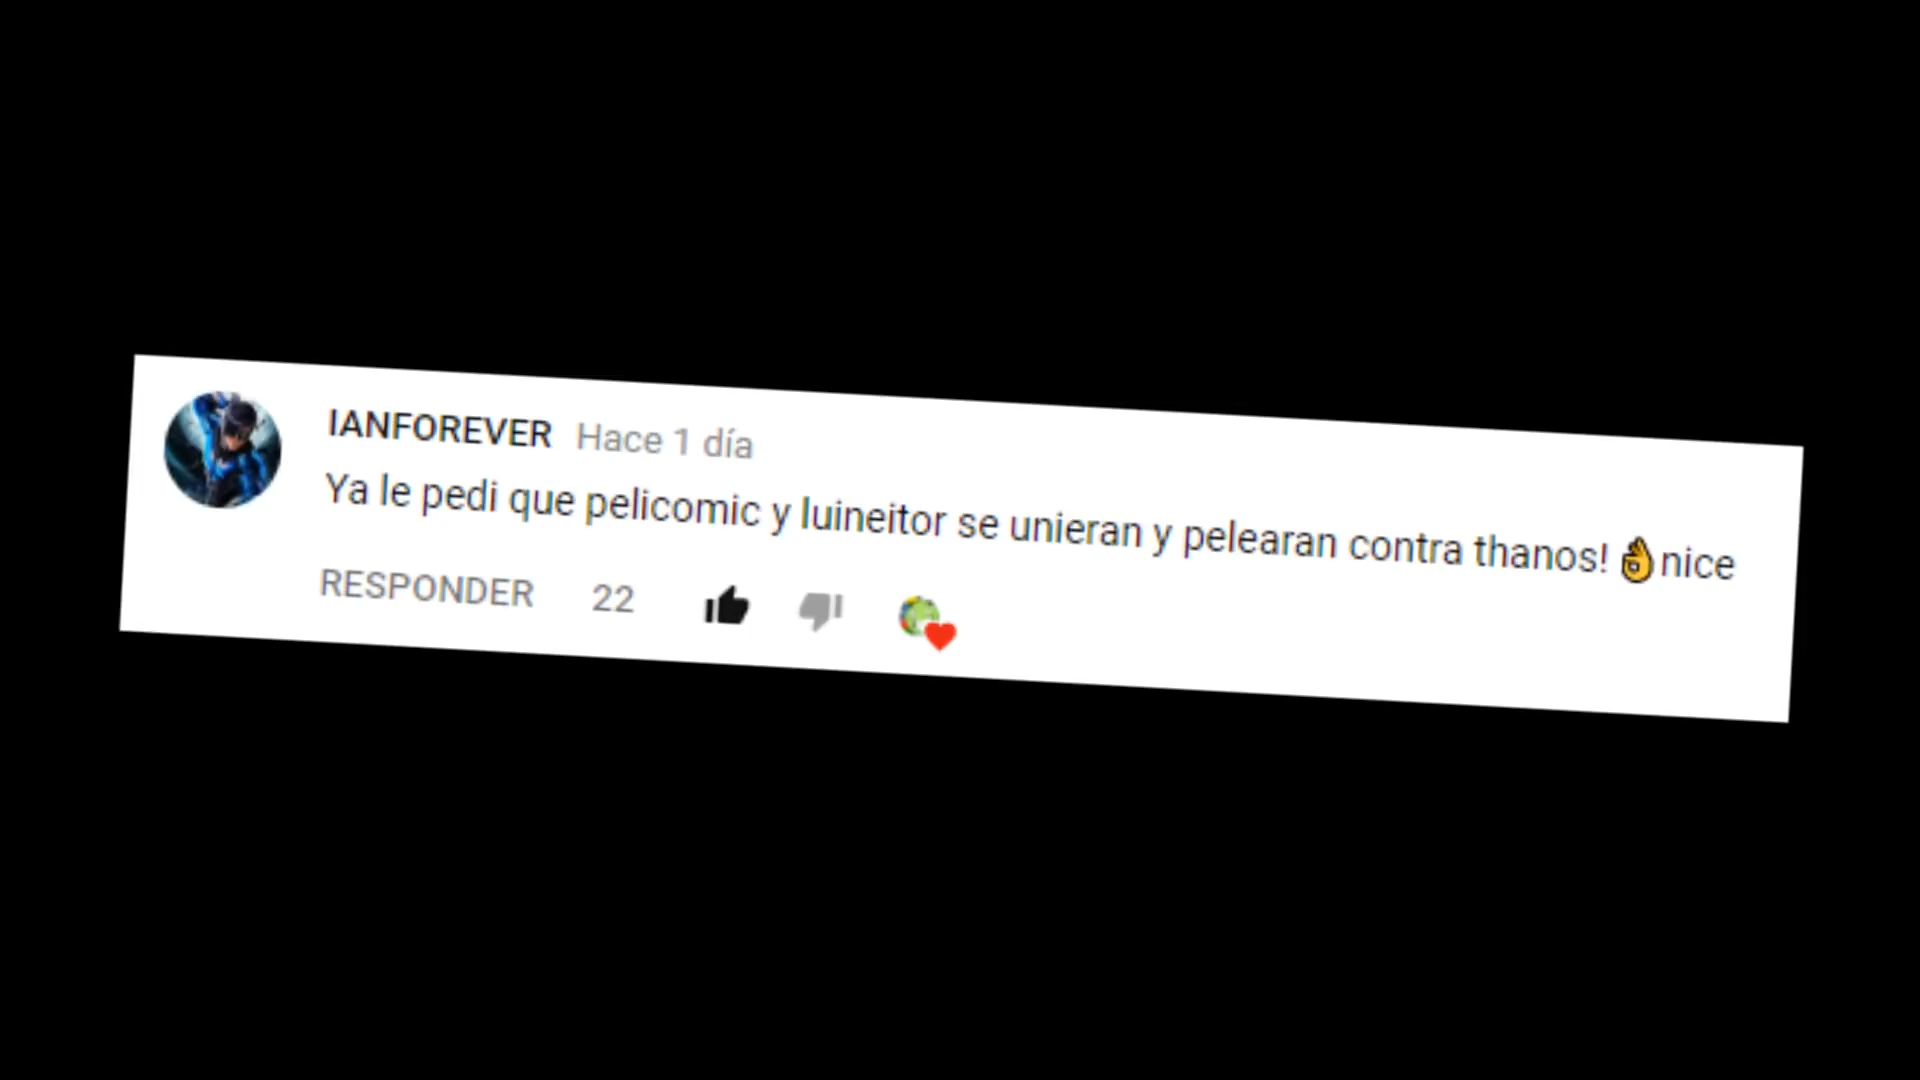 IANFOREVER Hace 1 día
Ya le pedi que pelicomic y luineitor se unieran y pelearan contra thanos! 👌nice
RESPONDER 22